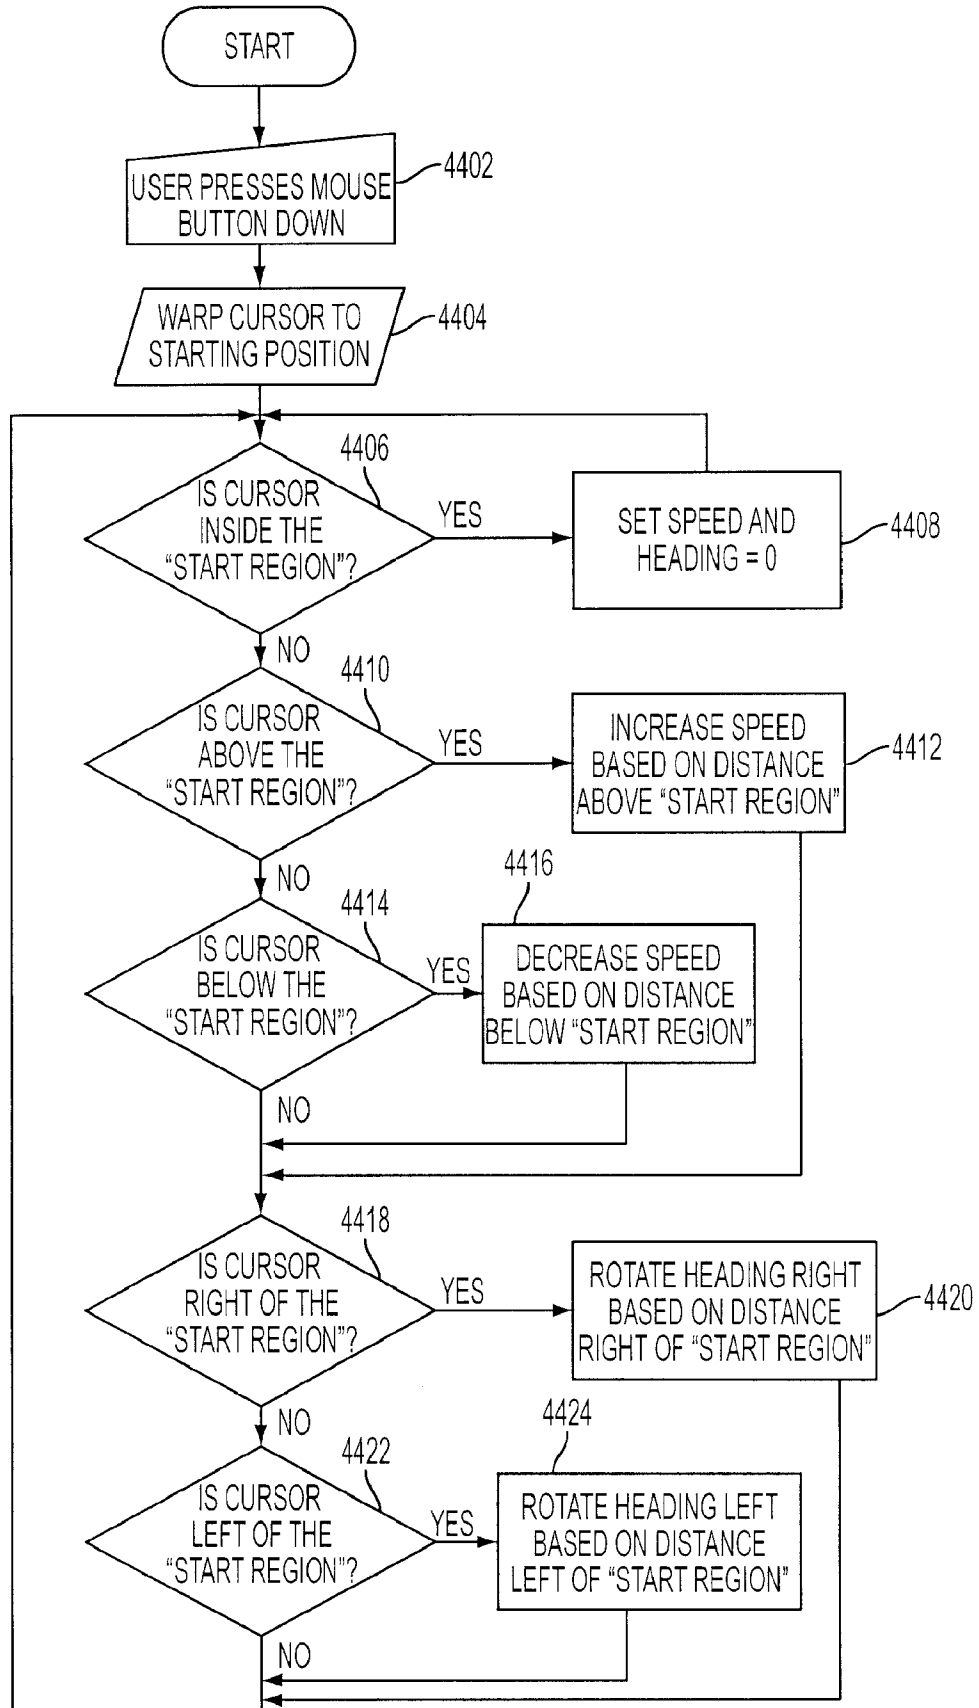 START
USER PRESSES MOUSE
BUTTON DOWN
4402
WARP CURSOR TO
STARTING POSITION
4404
4406
IS CURSOR
INSIDE THE
“START REGION”?
YES
SET SPEED AND
HEADING = 0
4408
NO
4410
IS CURSOR
ABOVE THE
“START REGION”?
YES
INCREASE SPEED
BASED ON DISTANCE
ABOVE “START REGION”
4412
NO
4414
IS CURSOR
BELOW THE
“START REGION”?
YES
4416
DECREASE SPEED
BASED ON DISTANCE
BELOW “START REGION”
NO
4418
IS CURSOR
RIGHT OF THE
“START REGION”?
YES
ROTATE HEADING RIGHT
BASED ON DISTANCE
RIGHT OF “START REGION”
4420
NO
4422
IS CURSOR
LEFT OF THE
“START REGION”?
YES
4424
ROTATE HEADING LEFT
BASED ON DISTANCE
LEFT OF “START REGION”
NO